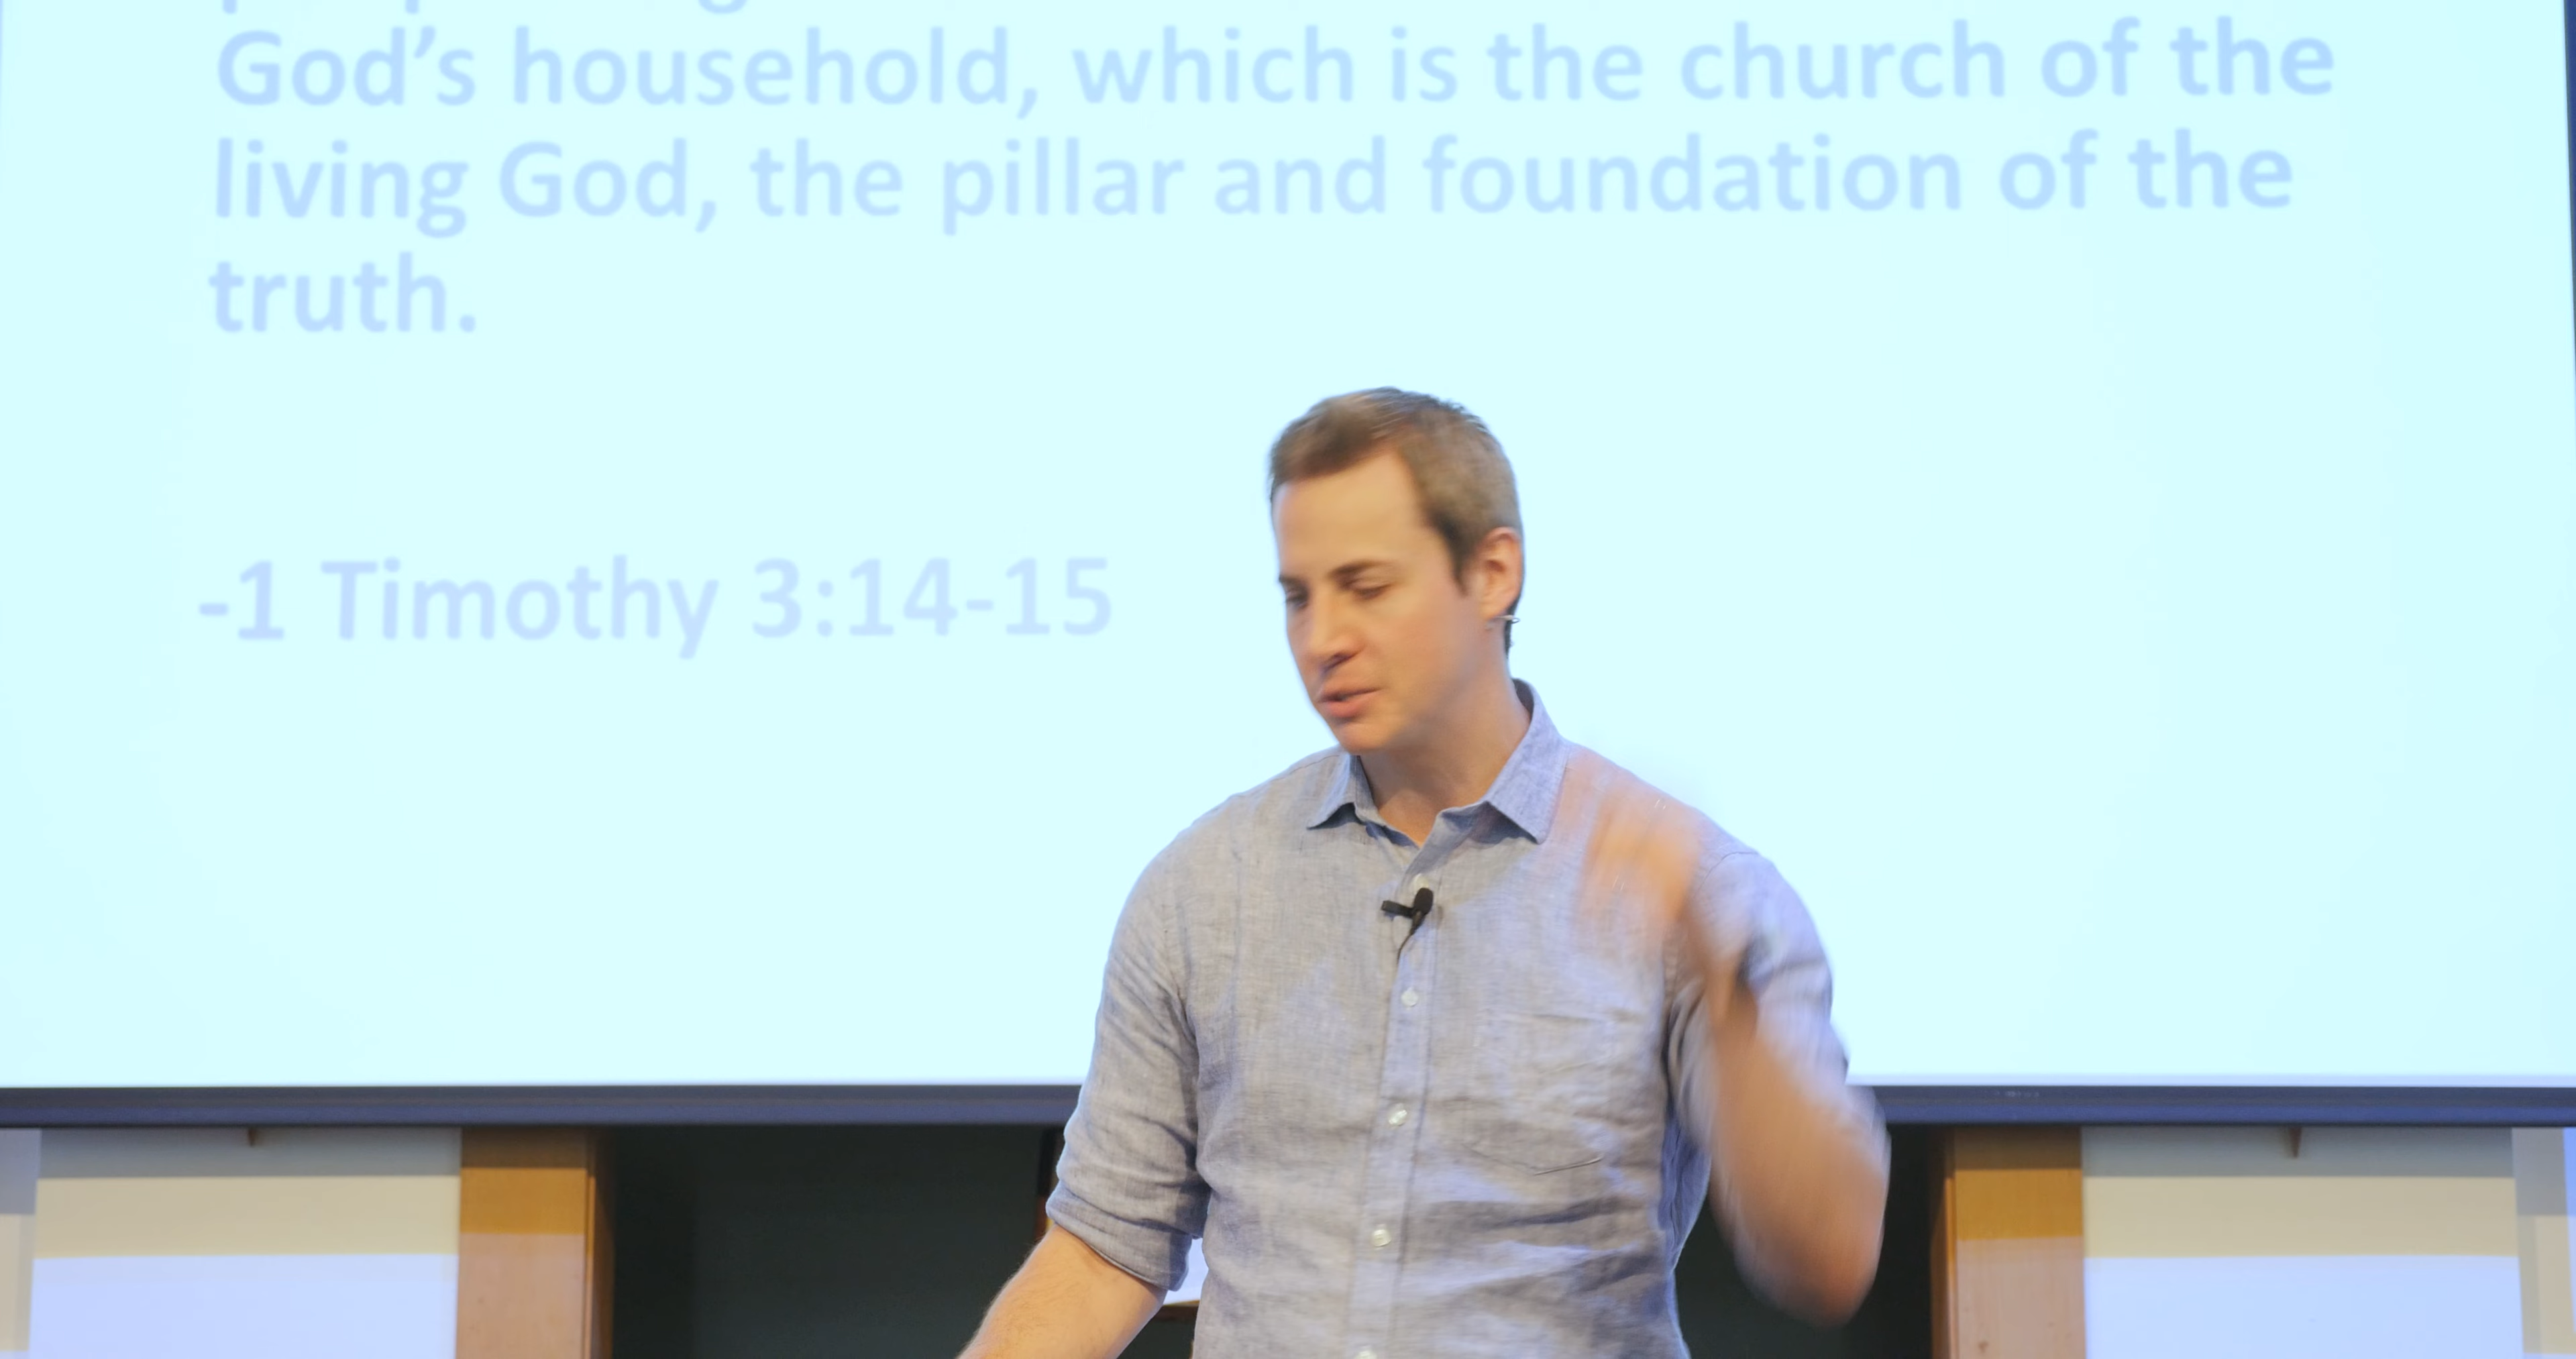 God's household, which is the church of the
living God, the pillar and foundation of the
truth.
-1 Timothy 3:14-15